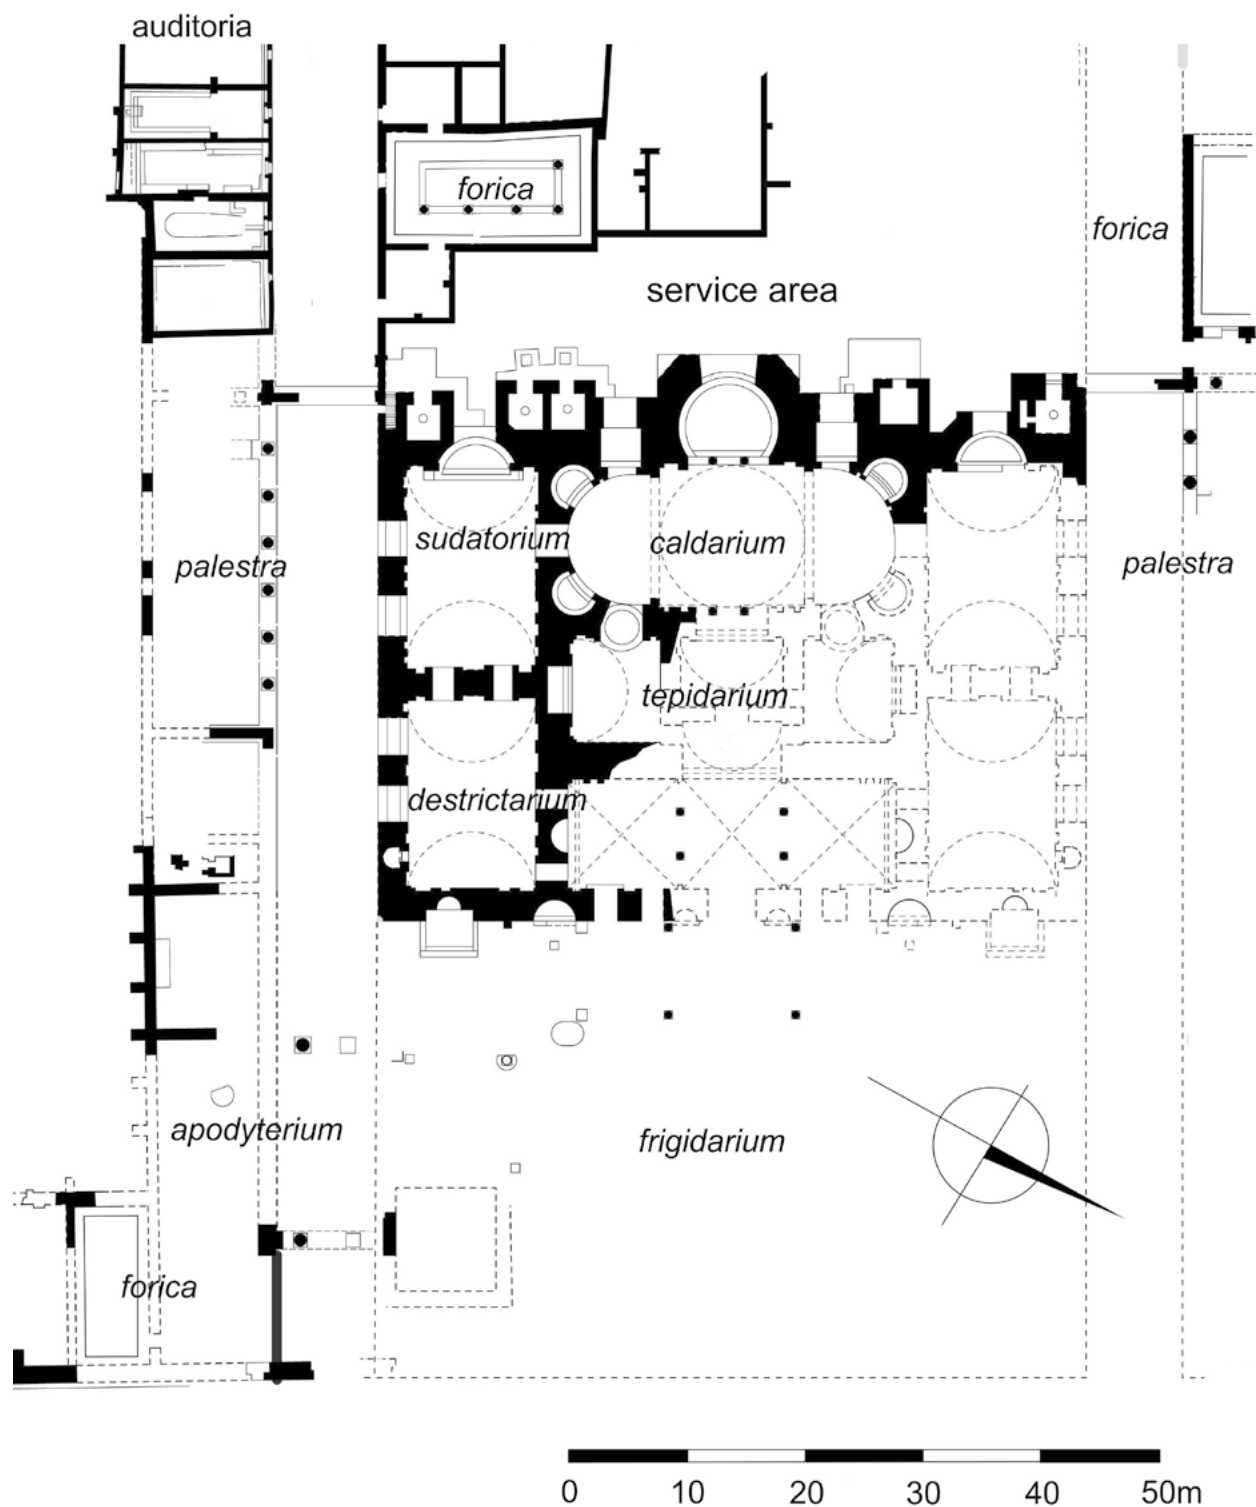 auditoria
forica
forica
service area
sudatorium
caldarium
palestra
palestra
tepidarium
destrictarium
apodyterium
frigidarium
forica
0 10 20 30 40 50m